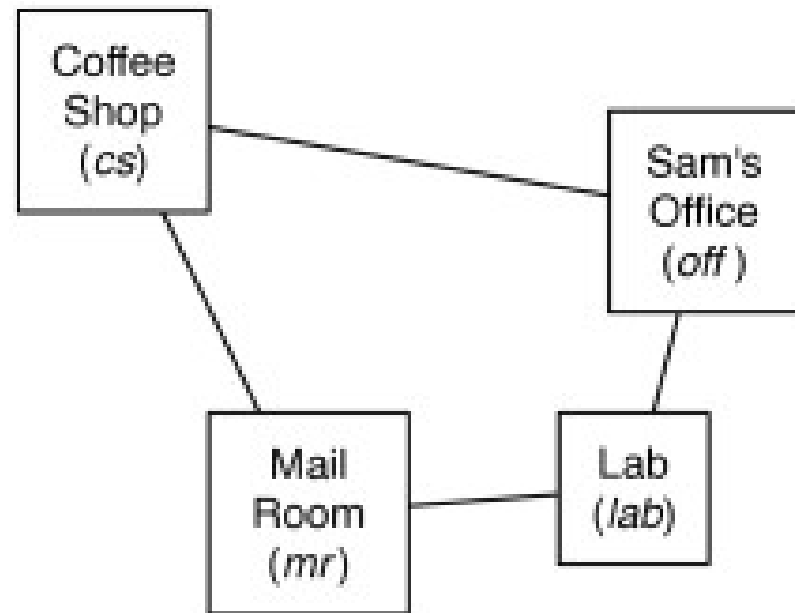 Coffee
Shop
(cs)
Sam's
Office
(off )
Mail
Room
(mr)
Lab
(lab)